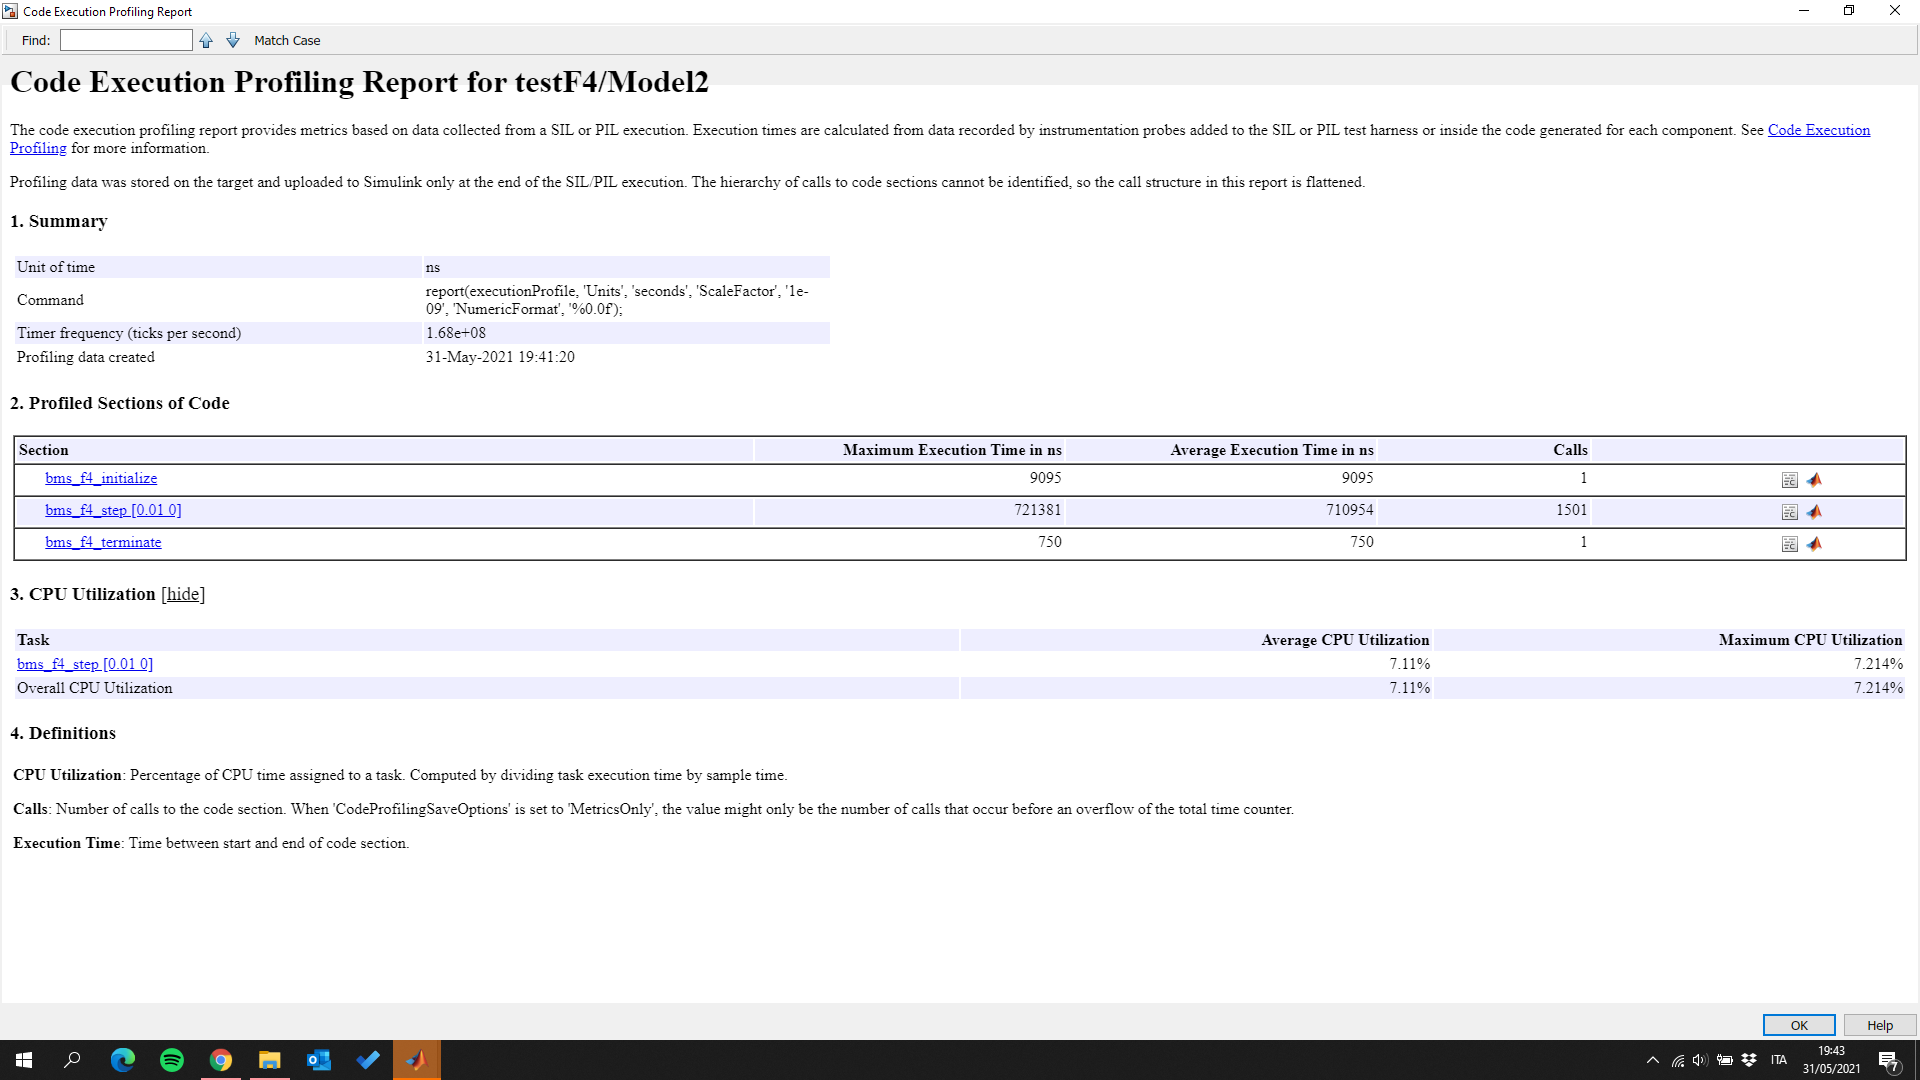 Code Execution Profiling Report
Find:
Match Case
Code Execution Profiling Report for testF4/Model2
The code execution profiling report provides metrics based on data collected from a SIL or PIL execution. Execution times are calculated from data recorded by instrumentation probes added to the SIL or PIL test harness or inside the code generated for each component. See Code Execution
Profiling for more information.
Profiling data was stored on the target and uploaded to Simulink only at the end of the SIL/PIL execution. The hierarchy of calls to code sections cannot be identified, so the call structure in this report is flattened.
1. Summary
Unit of time ns
Command report(executionProfile, 'Units', 'seconds', 'ScaleFactor', '1e-
09', 'NumericFormat', '%0.0f');
Timer frequency (ticks per second) 1.68e+08
Profiling data created 31-May-2021 19:41:20
2. Profiled Sections of Code
Section Maximum Execution Time in ns Average Execution Time in ns Calls
bms_f4_initialize 9095 9095 1
bms_f4_step [0.01 0] 721381 710954 1501
bms_f4_terminate 750 750 1
3. CPU Utilization [hide]
Task Average CPU Utilization Maximum CPU Utilization
bms_f4_step [0.01 0] 7.11% 7.214%
Overall CPU Utilization 7.11% 7.214%
4. Definitions
CPU Utilization: Percentage of CPU time assigned to a task. Computed by dividing task execution time by sample time.
Calls: Number of calls to the code section. When 'CodeProfilingSaveOptions' is set to 'MetricsOnly', the value might only be the number of calls that occur before an overflow of the total time counter.
Execution Time: Time between start and end of code section.
OK Help
ITA
19:43
31/05/2021
7